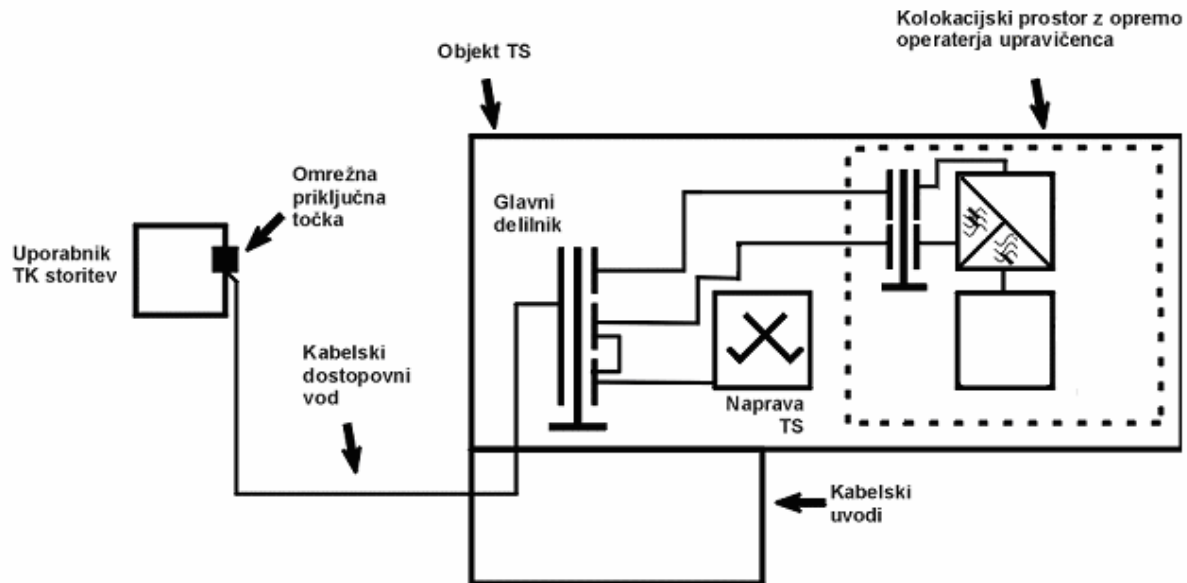 Kolokacijski prostor z opremo
operaterja upravičenca
Objekt TS
Omrežna
priključna
točka
Glavni
delilnik
Uporabnik
TK storitev
Kabelski
dostopovni
vod
Naprava
TS
Kabelski
uvodi